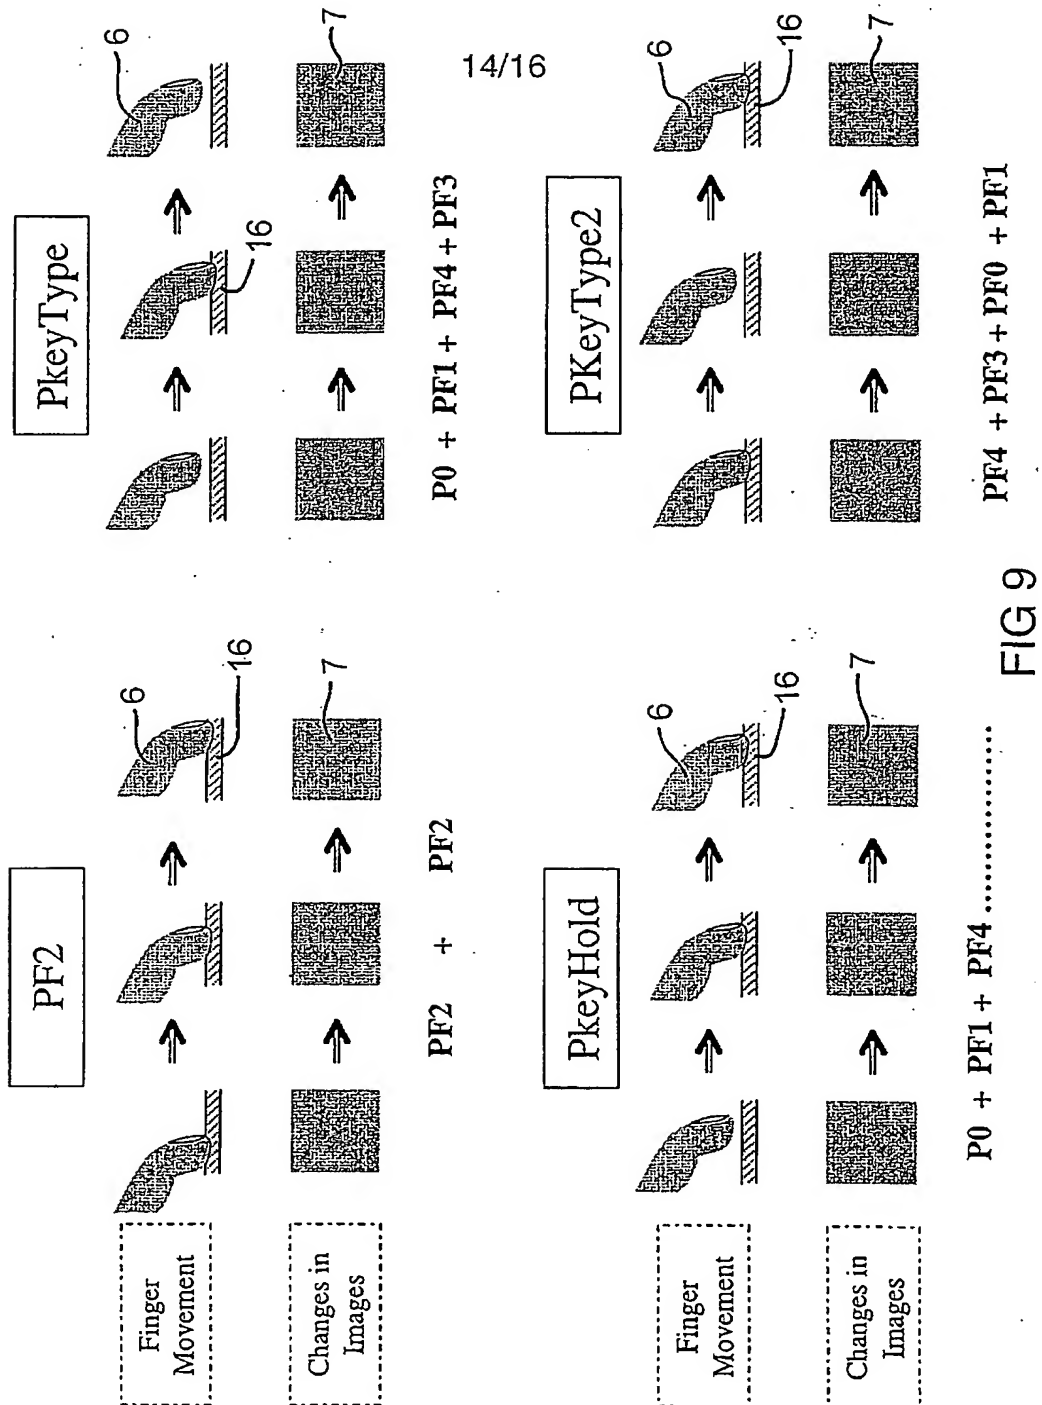 14/16
PF2
Finger
Movement
6
16
Changes in
Images
7
PF2 + PF2
PkeyType
6
16
7
P0 + PF1 + PF4 + PF3
PkeyHold
Finger
Movement
6
16
Changes in
Images
7
P0 + PF1 + PF4...............
PKeyType2
6
16
7
PF4 + PF3 + PF0 + PF1
FIG 9